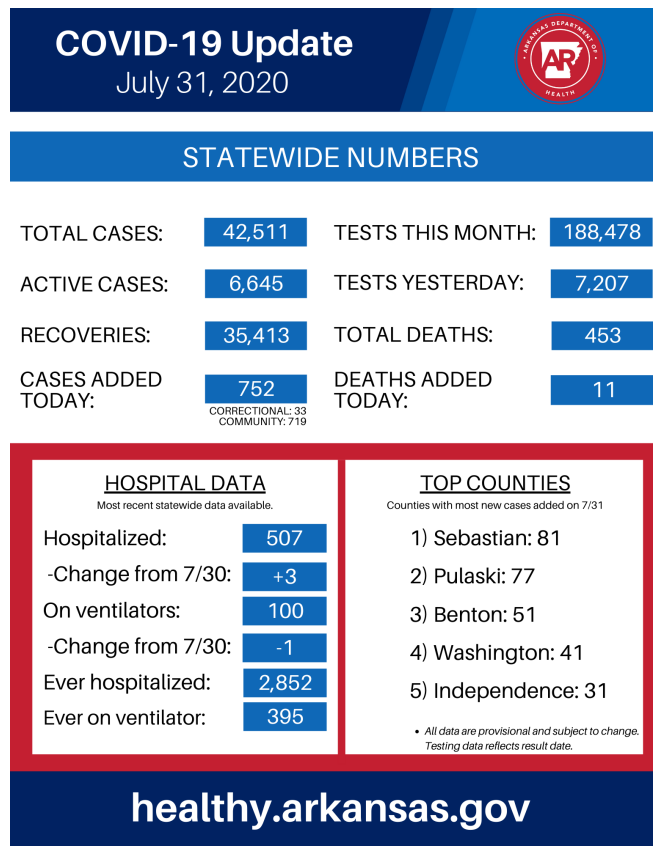 COVID-19 Update
July 31, 2020
ARKANSAS DEPARTMENT OF
AR
HEALTH
STATEWIDE NUMBERS
TOTAL CASES: 42,511
TESTS THIS MONTH: 188,478
ACTIVE CASES: 6,645
TESTS YESTERDAY: 7,207
RECOVERIES: 35,413
TOTAL DEATHS: 453
CASES ADDED
TODAY: 752
CORRECTIONAL: 33
COMMUNITY: 719
DEATHS ADDED
TODAY: 11
HOSPITAL DATA
Most recent statewide data available.
Hospitalized: 507
-Change from 7/30: +3
On ventilators: 100
-Change from 7/30: -1
Ever hospitalized: 2,852
Ever on ventilator: 395
TOP COUNTIES
Counties with most new cases added on 7/31
1) Sebastian: 81
2) Pulaski: 77
3) Benton: 51
4) Washington: 41
5) Independence: 31
• All data are provisional and subject to change.
Testing data reflects result date.
healthy.arkansas.gov